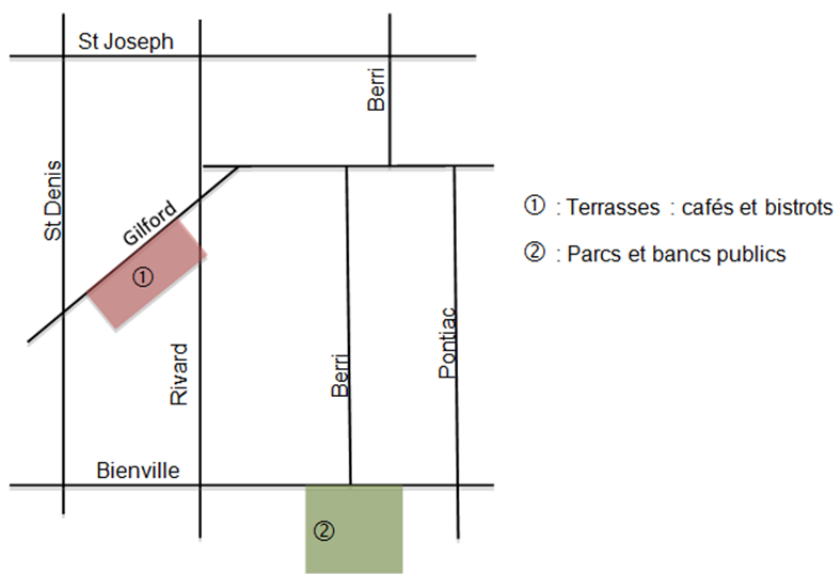 St Joseph
Berri
St Denis
Gilford
① : Terrasses : cafés et bistrots
② : Parcs et bancs publics
①
Rivard
Berri
Pontiac
Bienville
②